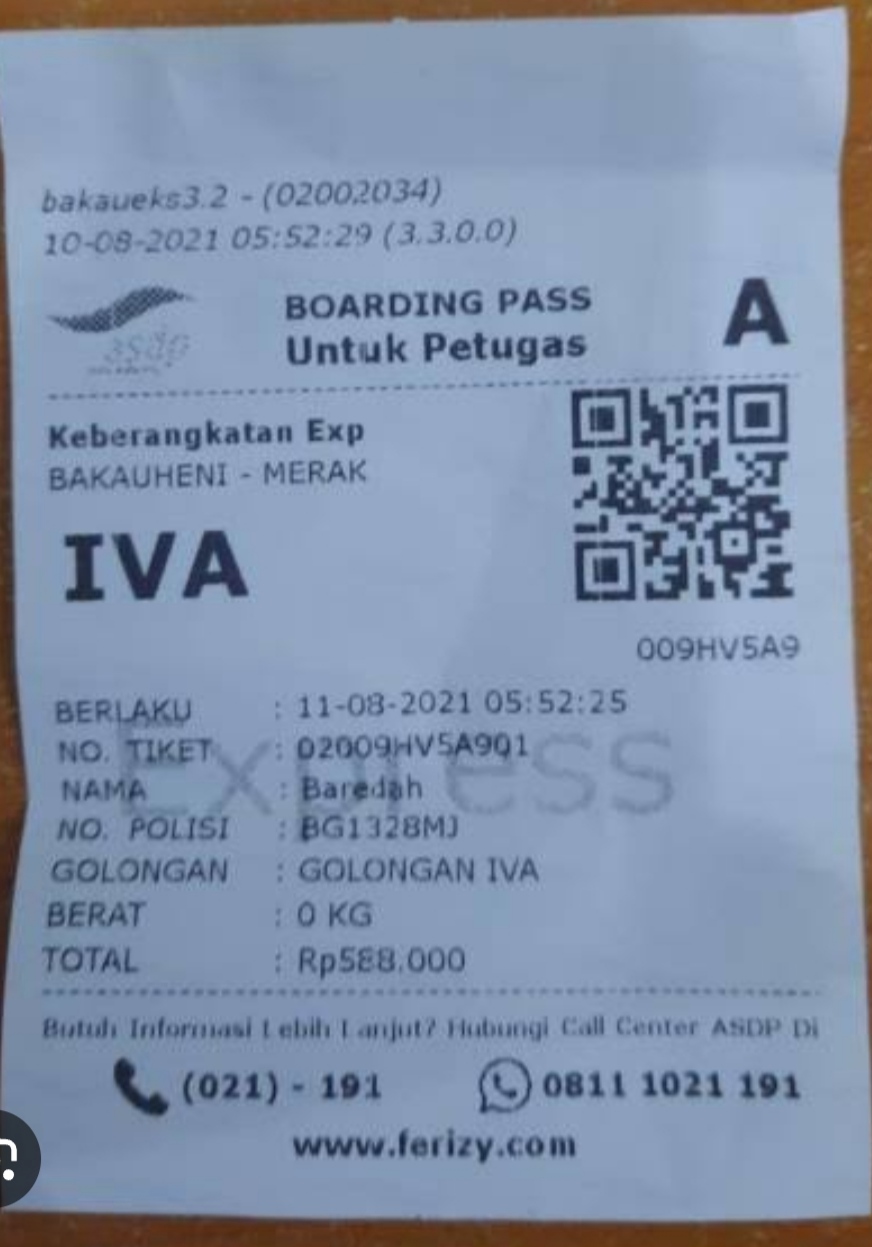 bakaueks3.2 - (02002034)
10-08-2021 05:52:29 (3.3.0.0)
asdp
BOARDING PASS
Untuk Petugas
A
Keberangkatan Exp
BAKAUHENI - MERAK
IVA
009HV5A9
Express
BERLAKU : 11-08-2021 05:52:25
NO. TIKET : 02009HV5A901
NAMA : Baredah
NO. POLISI : BG1328MJ
GOLONGAN : GOLONGAN IVA
BERAT : 0 KG
TOTAL : Rp588.000
Butuh Informasi Lebih Lanjut? Hubungi Call Center ASDP Di
(021) - 191 0811 1021 191
www.ferizy.com